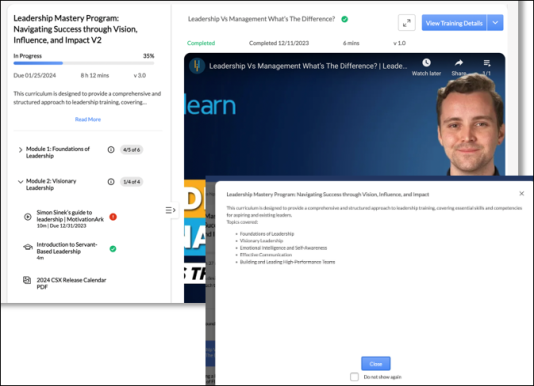 Leadership Mastery Program:
Navigating Success through Vision,
Influence, and Impact V2
In Progress 35%
Due 01/25/2024 8 h 12 mins v 3.0
This curriculum is designed to provide a comprehensive and
structured approach to leadership training, covering...
Read More
Module 1: Foundations of
Leadership
4/5 of 6
Module 2: Visionary
Leadership
1/4 of 4
Simon Sinek's guide to
leadership | MotivationArk
10m | Due 12/31/2023
Introduction to Servant-
Based Leadership
4m
2024 CSX Release Calendar
PDF
Leadership Vs Management What's The Difference?
View Training Details
Completed Completed 12/11/2023 6 mins v 1.0
Leadership Vs Management What's The Difference? | Leade...
Watch later
Share
1/1
learn
Leadership Mastery Program: Navigating Success through Vision, Influence, and Impact
This curriculum is designed to provide a comprehensive and structured approach to leadership training, covering essential skills and competencies
for aspiring and existing leaders.
Topics covered:
Foundations of Leadership
Visionary Leadership
Emotional Intelligence and Self-Awareness
Effective Communication
Building and Leading High-Performance Teams
Close
Do not show again